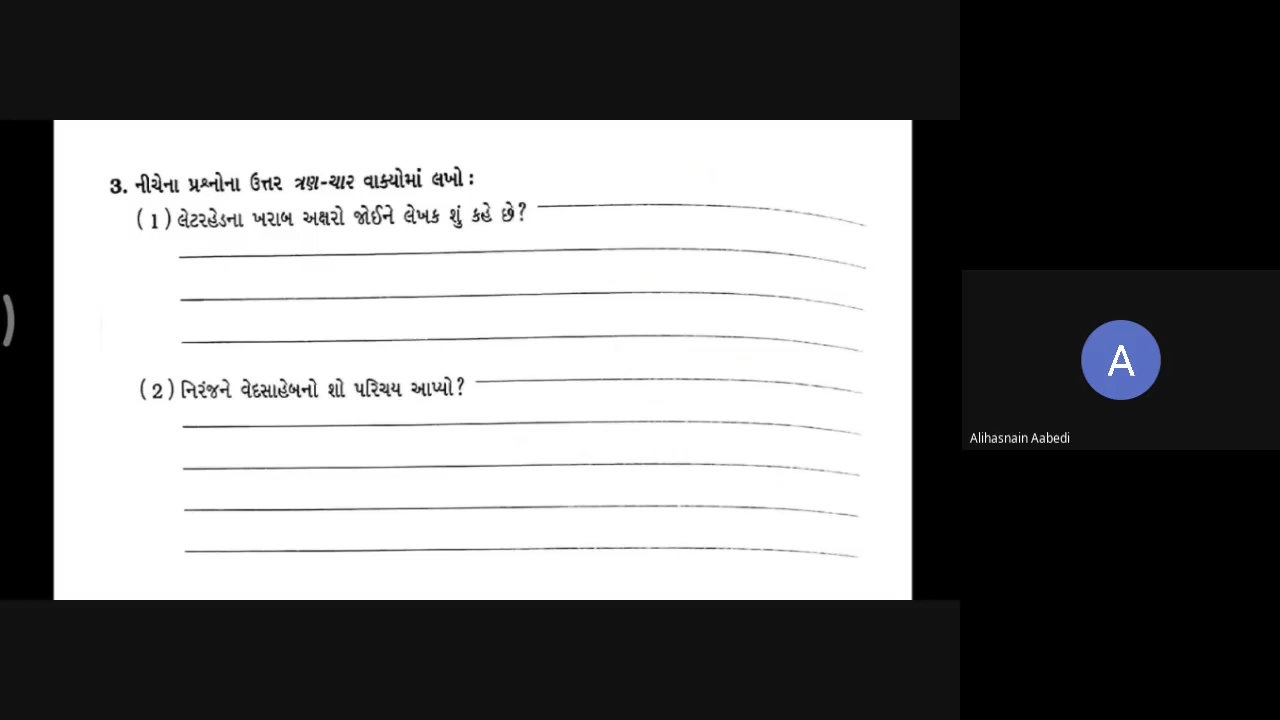 3. નીચેના પ્રશ્નોના ઉત્તર ત્રણ-ચાર વાક્યોમાં લખો :
(1) લેટરહેડના ખરાબ અક્ષરો જોઈને લેખક શું કહે છે?
(2) નિરંજને વેદસાહેબનો શો પરિચય આપ્યો?
A
Alihasnain Aabedi